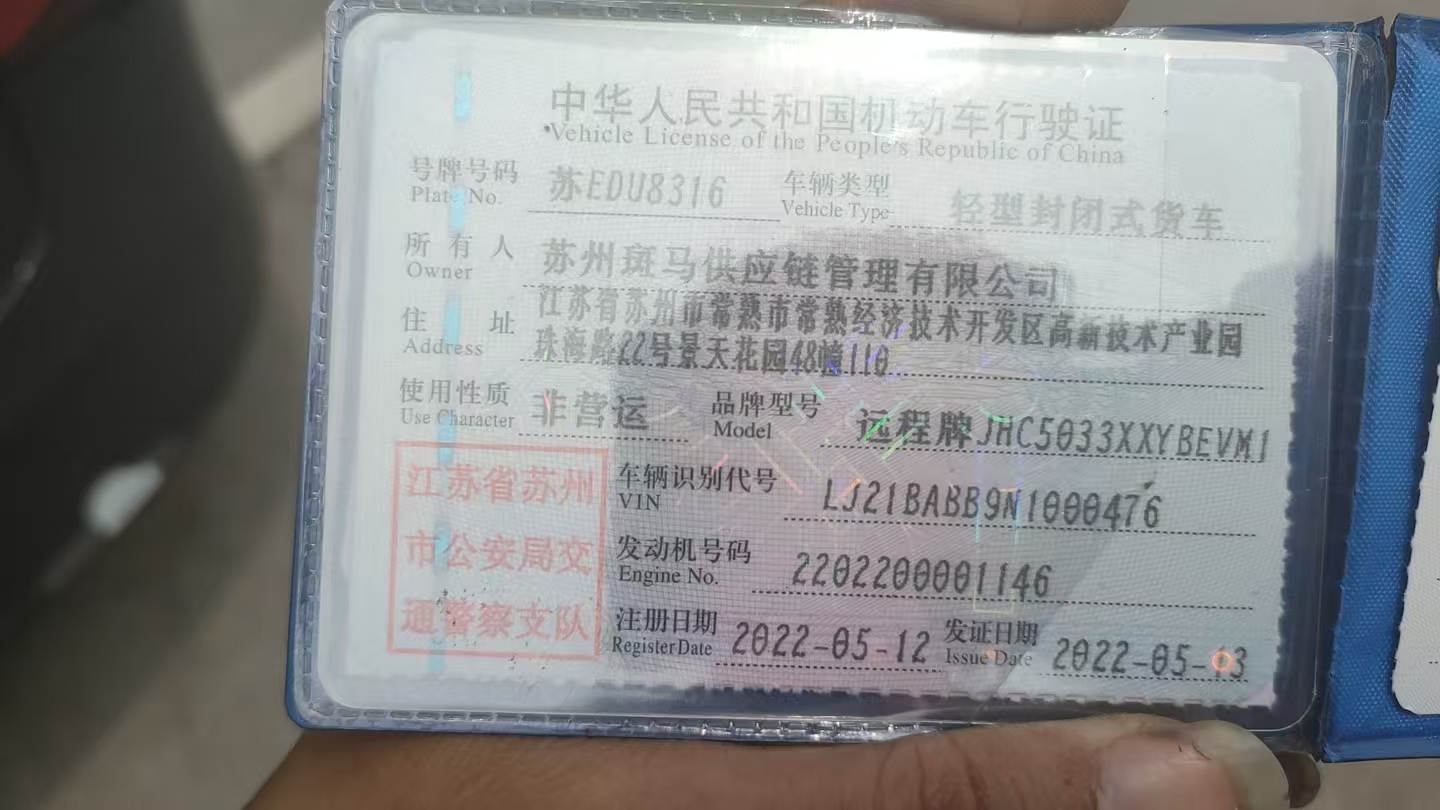 中华人民共和国机动车行驶证
Vehicle License of the People's Republic of China
号牌号码 苏EDU8316 车辆类型 轻型封闭式货车
Plate No. Vehicle Type
所有人 苏州斑马供应链管理有限公司
Owner
住址 江苏省苏州市常熟市常熟经济技术开发区高新技术产业园
Address 珠海路22号景天花园48幢110
使用性质 非营运 品牌型号 远程牌JHC5033XXYBEVM1
Use Character Model
江苏省苏州
市公安局交
通警察支队
车辆识别代号 LJ21BABB9N1000476
VIN
发动机号码 2202200001146
Engine No.
注册日期 2022-05-12 发证日期 2022-05-13
Register Date Issue Date